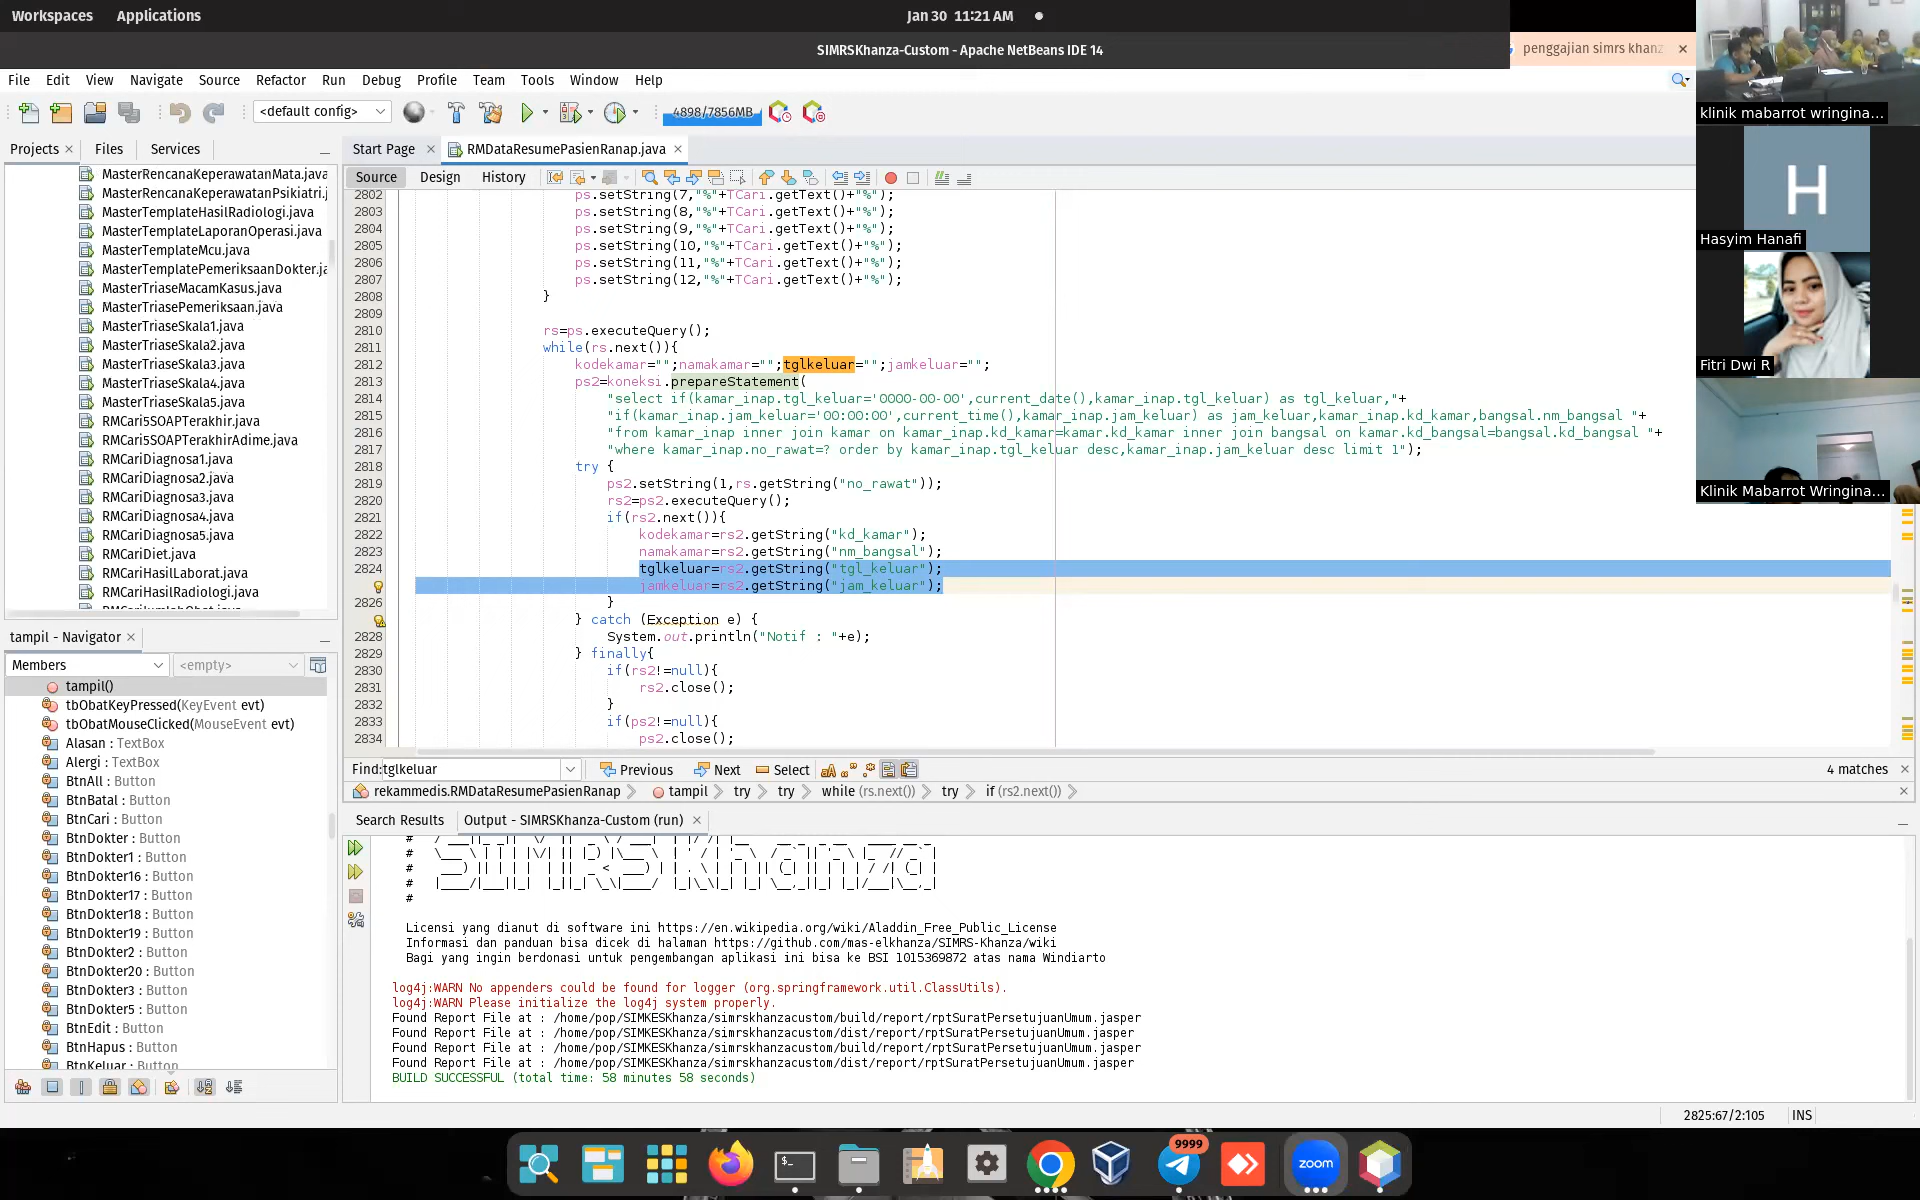 Workspaces Applications
Jan 30 11:21 AM
SIMRSKhanza-Custom - Apache NetBeans IDE 14
penggajian simrs khanz
File Edit View Navigate Source Refactor Run Debug Profile Team Tools Window Help
<default config>
4898/7856MB
klinik mabarrot wringina...
Hasyim Hanafi
Fitri Dwi R
Klinik Mabarrot Wringina...
Projects Files Services
Start Page
RMDataResumePasienRanap.java
Source Design History
MasterRencanaKeperawatanMata.java
MasterRencanaKeperawatanPsikiatri.j
MasterTemplateHasilRadiologi.java
MasterTemplateLaporanOperasi.java
MasterTemplateMcu.java
MasterTemplatePemeriksaanDokter.ja
MasterTriaseMacamKasus.java
MasterTriasePemeriksaan.java
MasterTriaseSkala1.java
MasterTriaseSkala2.java
MasterTriaseSkala3.java
MasterTriaseSkala4.java
MasterTriaseSkala5.java
RMCari5SOAPTerakhir.java
RMCari5SOAPTerakhirAdime.java
RMCariDiagnosa1.java
RMCariDiagnosa2.java
RMCariDiagnosa3.java
RMCariDiagnosa4.java
RMCariDiagnosa5.java
RMCariDiet.java
RMCariHasilLaborat.java
RMCariHasilRadiologi.java
RMCariJumlahObat.java
2802 ps.setString(7,"%"+TCari.getText()+"%");
2803 ps.setString(8,"%"+TCari.getText()+"%");
2804 ps.setString(9,"%"+TCari.getText()+"%");
2805 ps.setString(10,"%"+TCari.getText()+"%");
2806 ps.setString(11,"%"+TCari.getText()+"%");
2807 ps.setString(12,"%"+TCari.getText()+"%");
2808 }
2809
2810 rs=ps.executeQuery();
2811 while(rs.next()){
2812 kodekamar="";namakamar="";tglkeluar="";jamkeluar="";
2813 ps2=koneksi.prepareStatement(
2814 "select if(kamar_inap.tgl_keluar='0000-00-00',current_date(),kamar_inap.tgl_keluar) as tgl_keluar,"+
2815 "if(kamar_inap.jam_keluar='00:00:00',current_time(),kamar_inap.jam_keluar) as jam_keluar,kamar_inap.kd_kamar,bangsal.nm_bangsal "+
2816 "from kamar_inap inner join kamar on kamar_inap.kd_kamar=kamar.kd_kamar inner join bangsal on kamar.kd_bangsal=bangsal.kd_bangsal "+
2817 "where kamar_inap.no_rawat=? order by kamar_inap.tgl_keluar desc,kamar_inap.jam_keluar desc limit 1");
2818 try {
2819 ps2.setString(1,rs.getString("no_rawat"));
2820 rs2=ps2.executeQuery();
2821 if(rs2.next()){
2822 kodekamar=rs2.getString("kd_kamar");
2823 namakamar=rs2.getString("nm_bangsal");
2824 tglkeluar=rs2.getString("tgl_keluar");
jamkeluar=rs2.getString("jam_keluar");
2826 }
} catch (Exception e) {
2828 System.out.println("Notif : "+e);
2829 } finally{
2830 if(rs2!=null){
2831 rs2.close();
2832 }
2833 if(ps2!=null){
2834 ps2.close();
Find:tglkeluar Previous Next Select 4 matches
rekammedis.RMDataResumePasienRanap tampil try try while (rs.next()) try if (rs2.next())
tampil - Navigator
Members <empty>
tampil()
tbObatKeyPressed(KeyEvent evt)
tbObatMouseClicked(MouseEvent evt)
Alasan : TextBox
Alergi : TextBox
BtnAll : Button
BtnBatal : Button
BtnCari : Button
BtnDokter : Button
BtnDokter1 : Button
BtnDokter16 : Button
BtnDokter17 : Button
BtnDokter18 : Button
BtnDokter19 : Button
BtnDokter2 : Button
BtnDokter20 : Button
BtnDokter3 : Button
BtnDokter5 : Button
BtnEdit : Button
BtnHapus : Button
BtnKeluar : Button
Search Results Output - SIMRSKhanza-Custom (run)
Licensi yang dianut di software ini https://en.wikipedia.org/wiki/Aladdin_Free_Public_License
Informasi dan panduan bisa dicek di halaman https://github.com/mas-elkhanza/SIMRS-Khanza/wiki
Bagi yang ingin berdonasi untuk pengembangan aplikasi ini bisa ke BSI 1015369872 atas nama Windiarto
log4j:WARN No appenders could be found for logger (org.springframework.util.ClassUtils).
log4j:WARN Please initialize the log4j system properly.
Found Report File at : /home/pop/SIMKESKhanza/simrskhanzacustom/build/report/rptSuratPersetujuanUmum.jasper
Found Report File at : /home/pop/SIMKESKhanza/simrskhanzacustom/dist/report/rptSuratPersetujuanUmum.jasper
Found Report File at : /home/pop/SIMKESKhanza/simrskhanzacustom/build/report/rptSuratPersetujuanUmum.jasper
Found Report File at : /home/pop/SIMKESKhanza/simrskhanzacustom/dist/report/rptSuratPersetujuanUmum.jasper
BUILD SUCCESSFUL (total time: 58 minutes 58 seconds)
2825:67/2:105 INS
9999
zoom